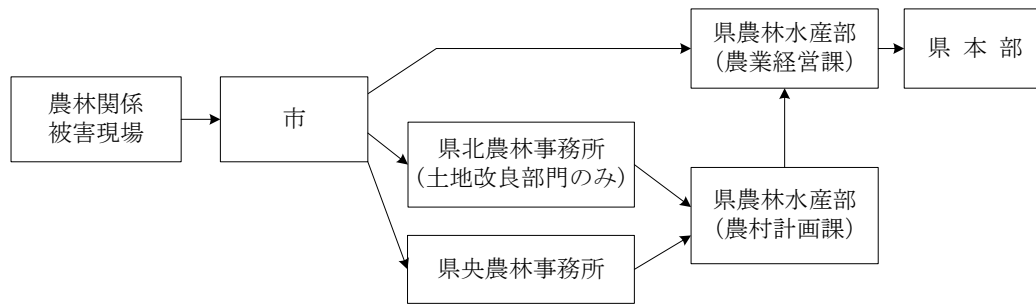 農林関係
被害現場
市
県農林水産部
(農業経営課)
県 本 部
県北農林事務所
(土地改良部門のみ)
県央農林事務所
県農林水産部
(農村計画課)